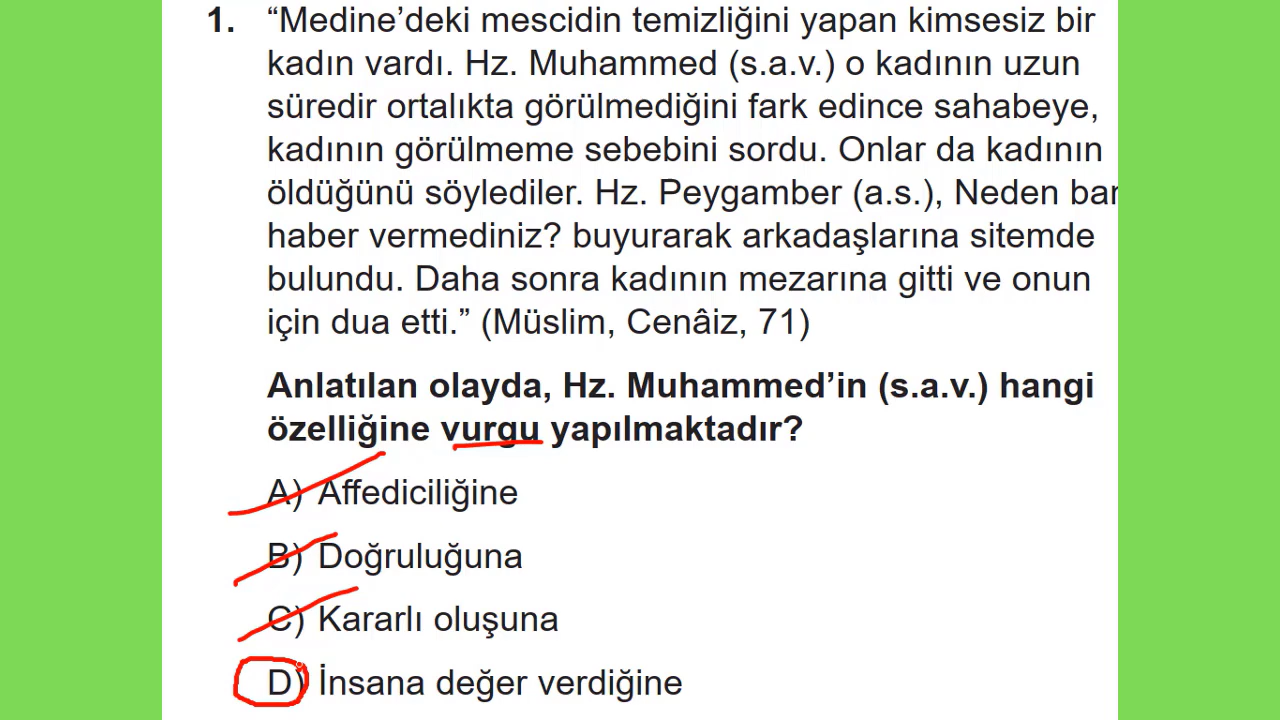 1. “Medine’deki mescidin temizliğini yapan kimsesiz bir
kadın vardı. Hz. Muhammed (s.a.v.) o kadının uzun
süredir ortalıkta görülmediğini fark edince sahabeye,
kadının görülmeme sebebini sordu. Onlar da kadının
öldüğünü söylediler. Hz. Peygamber (a.s.), Neden
haber vermediniz? buyurarak arkadaşlarına sitemde
bulundu. Daha sonra kadının mezarına gitti ve onun
için dua etti.” (Müslim, Cenâiz, 71)
Anlatılan olayda, Hz. Muhammed’in (s.a.v.) hangi
özelliğine vurgu yapılmaktadır?
A) Affediciliğine
B) Doğruluğuna
C) Kararlı oluşuna
D) İnsana değer verdiğine